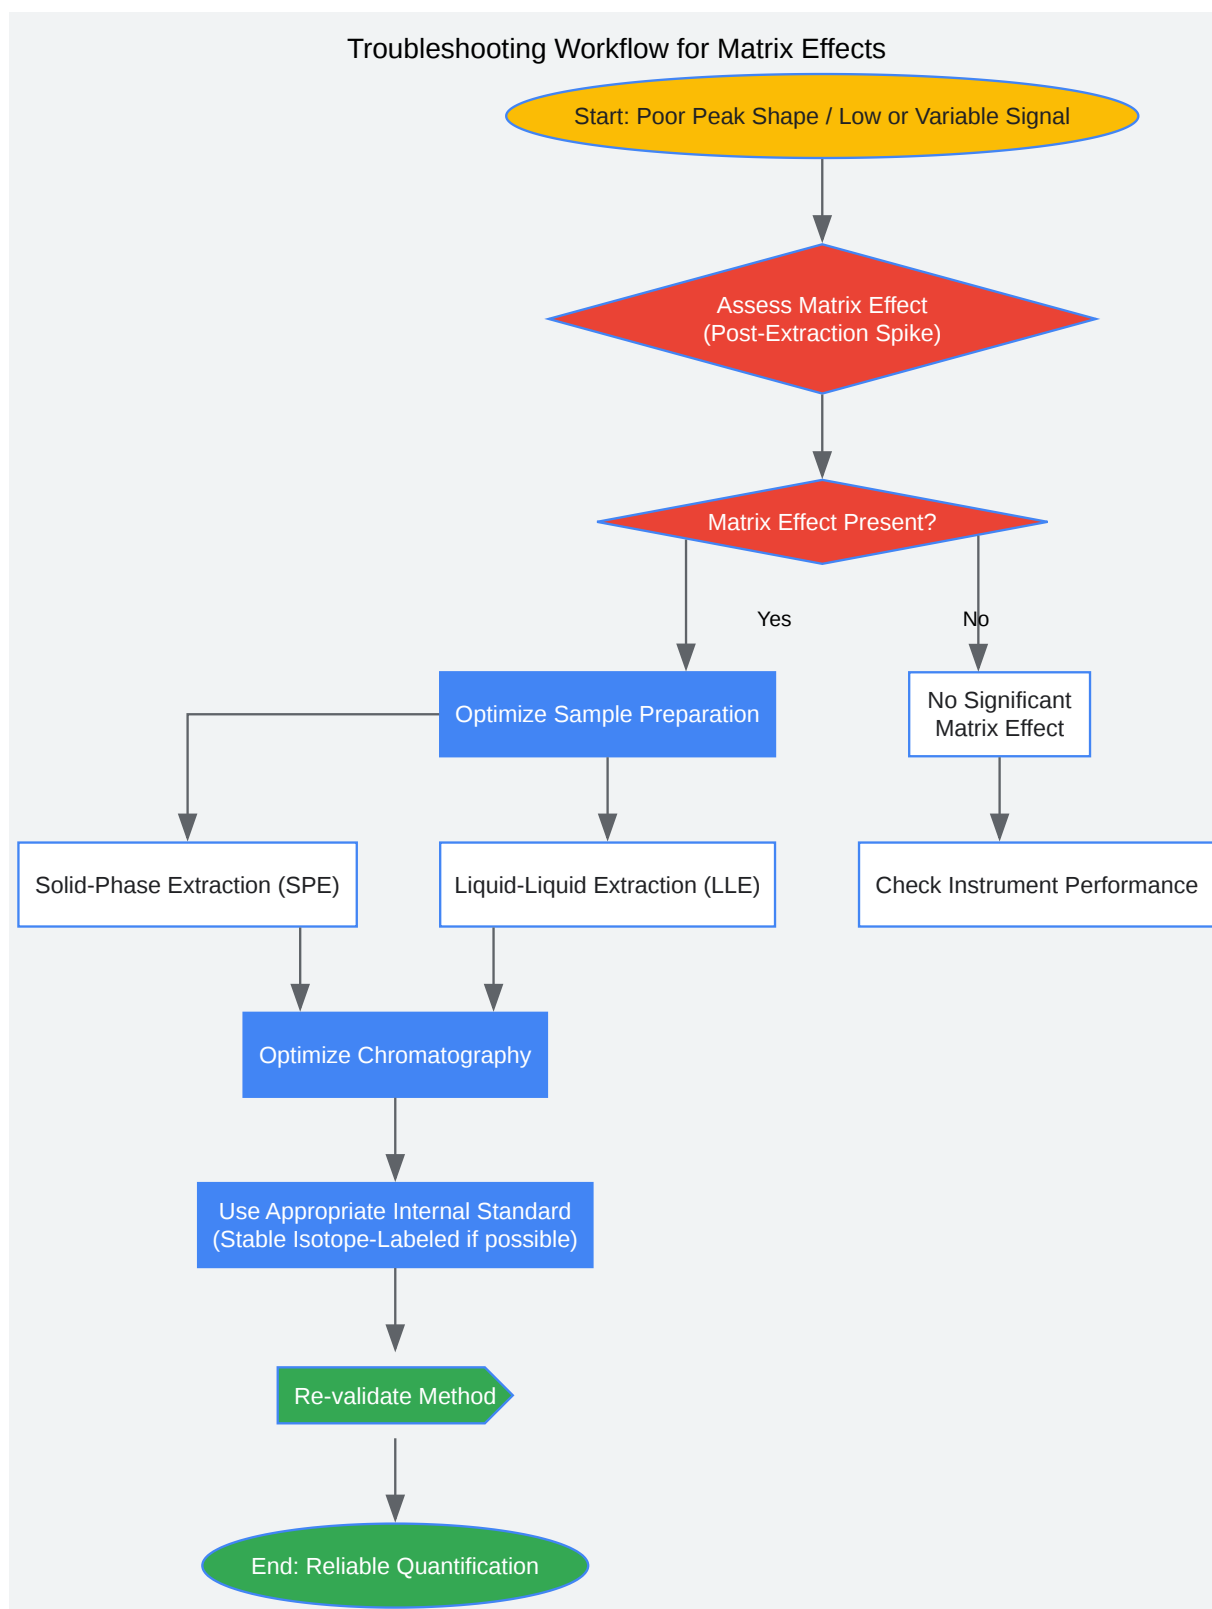 Troubleshooting Workflow for Matrix Effects
Start: Poor Peak Shape / Low or Variable Signal
Assess Matrix Effect
(Post-Extraction Spike)
Matrix Effect Present?
Yes
No
Optimize Sample Preparation
No Significant
Matrix Effect
Solid-Phase Extraction (SPE)
Liquid-Liquid Extraction (LLE)
Check Instrument Performance
Optimize Chromatography
Use Appropriate Internal Standard
(Stable Isotope-Labeled if possible)
Re-validate Method
End: Reliable Quantification